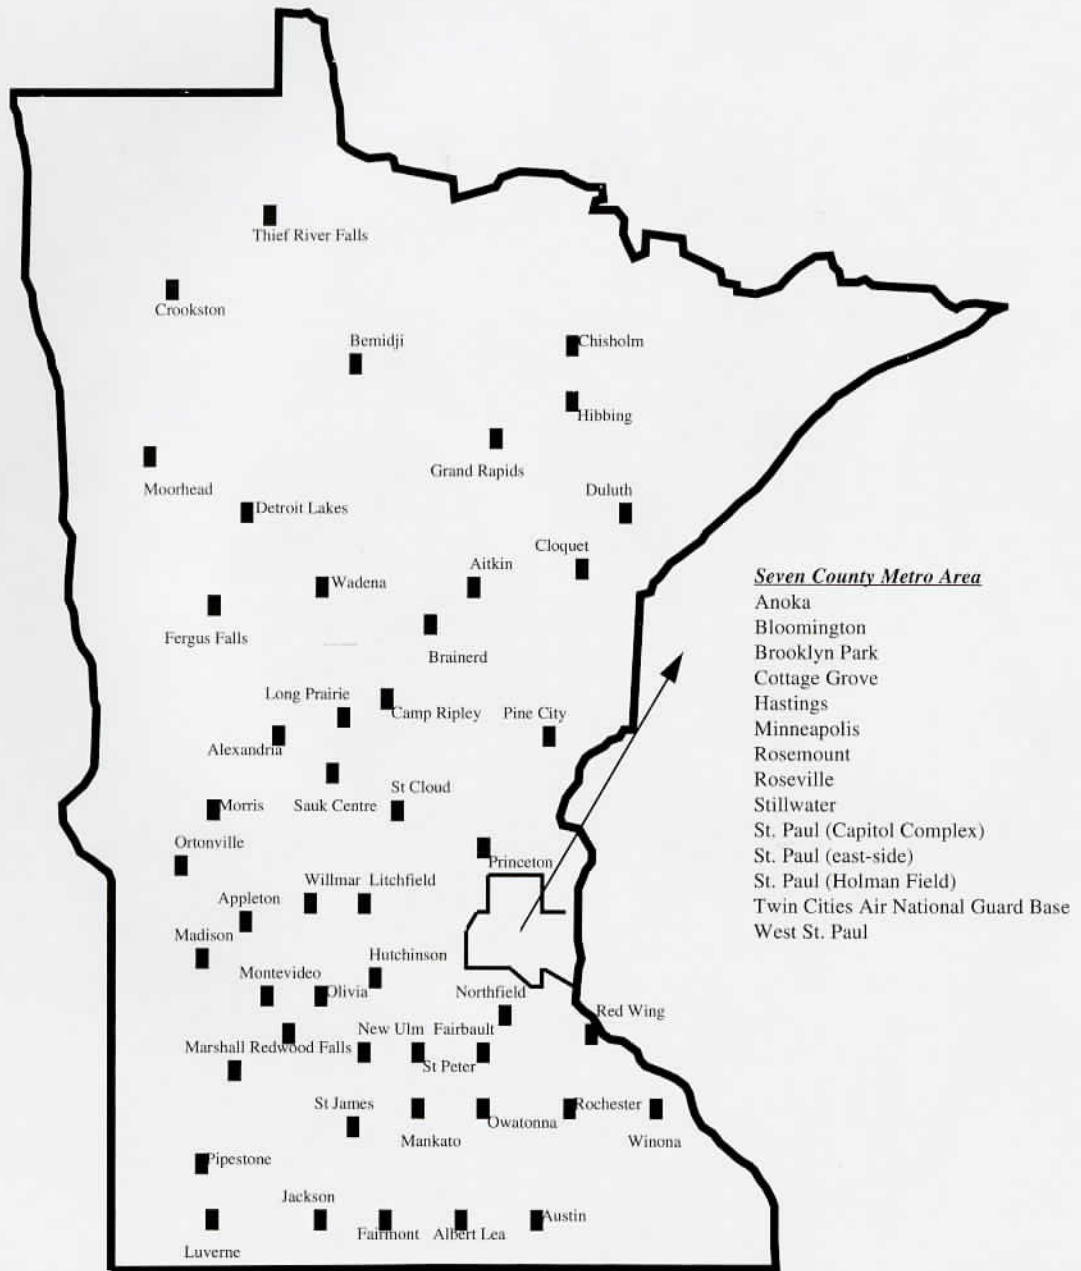 Thief River Falls
Crookston
Bemidji
Chisholm
Hibbing
Grand Rapids
Moorhead
Duluth
Detroit Lakes
Cloquet
Aitkin
Wadena
Fergus Falls
Brainerd
Long Prairie
Camp Ripley
Pine City
Alexandria
St Cloud
Morris
Sauk Centre
Ortonville
Princeton
Willmar Litchfield
Appleton
Madison
Hutchinson
Montevideo
Olivia
Northfield
Red Wing
New Ulm Fairbault
Marshall Redwood Falls
St Peter
St James
Rochester
Owatonna
Mankato
Winona
Pipestone
Jackson
Austin
Fairmont
Albert Lea
Luverne
Seven County Metro Area
Anoka
Bloomington
Brooklyn Park
Cottage Grove
Hastings
Minneapolis
Rosemount
Roseville
Stillwater
St. Paul (Capitol Complex)
St. Paul (east-side)
St. Paul (Holman Field)
Twin Cities Air National Guard Base
West St. Paul